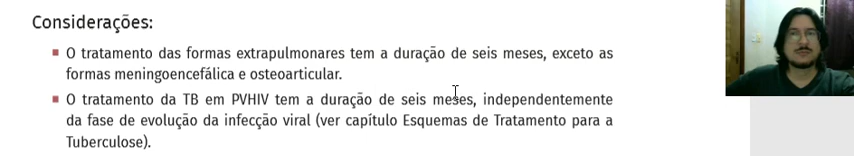 Considerações:
O tratamento das formas extrapulmonares tem a duração de seis meses, exceto as
formas meningoencefálica e osteoarticular.
O tratamento da TB em PVHIV tem a duração de seis meses, independentemente
da fase de evolução da infecção viral (ver capítulo Esquemas de Tratamento para a
Tuberculose).